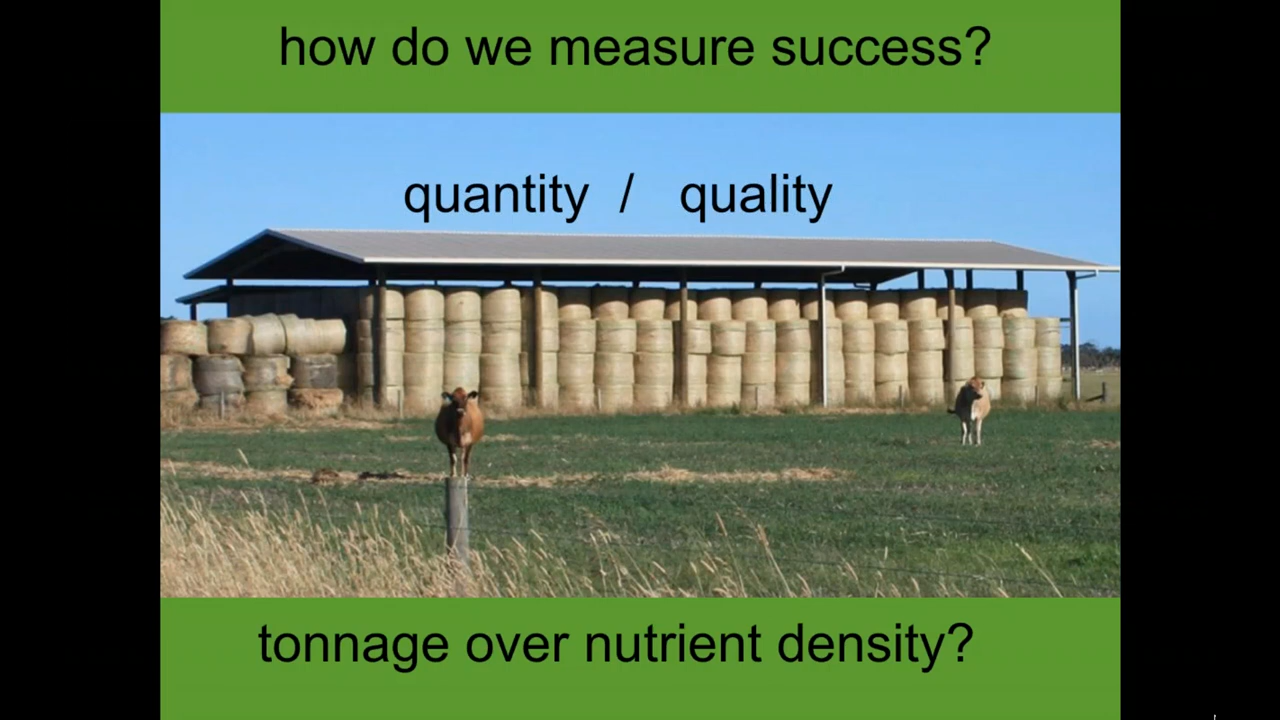 how do we measure success?
quantity / quality
tonnage over nutrient density?